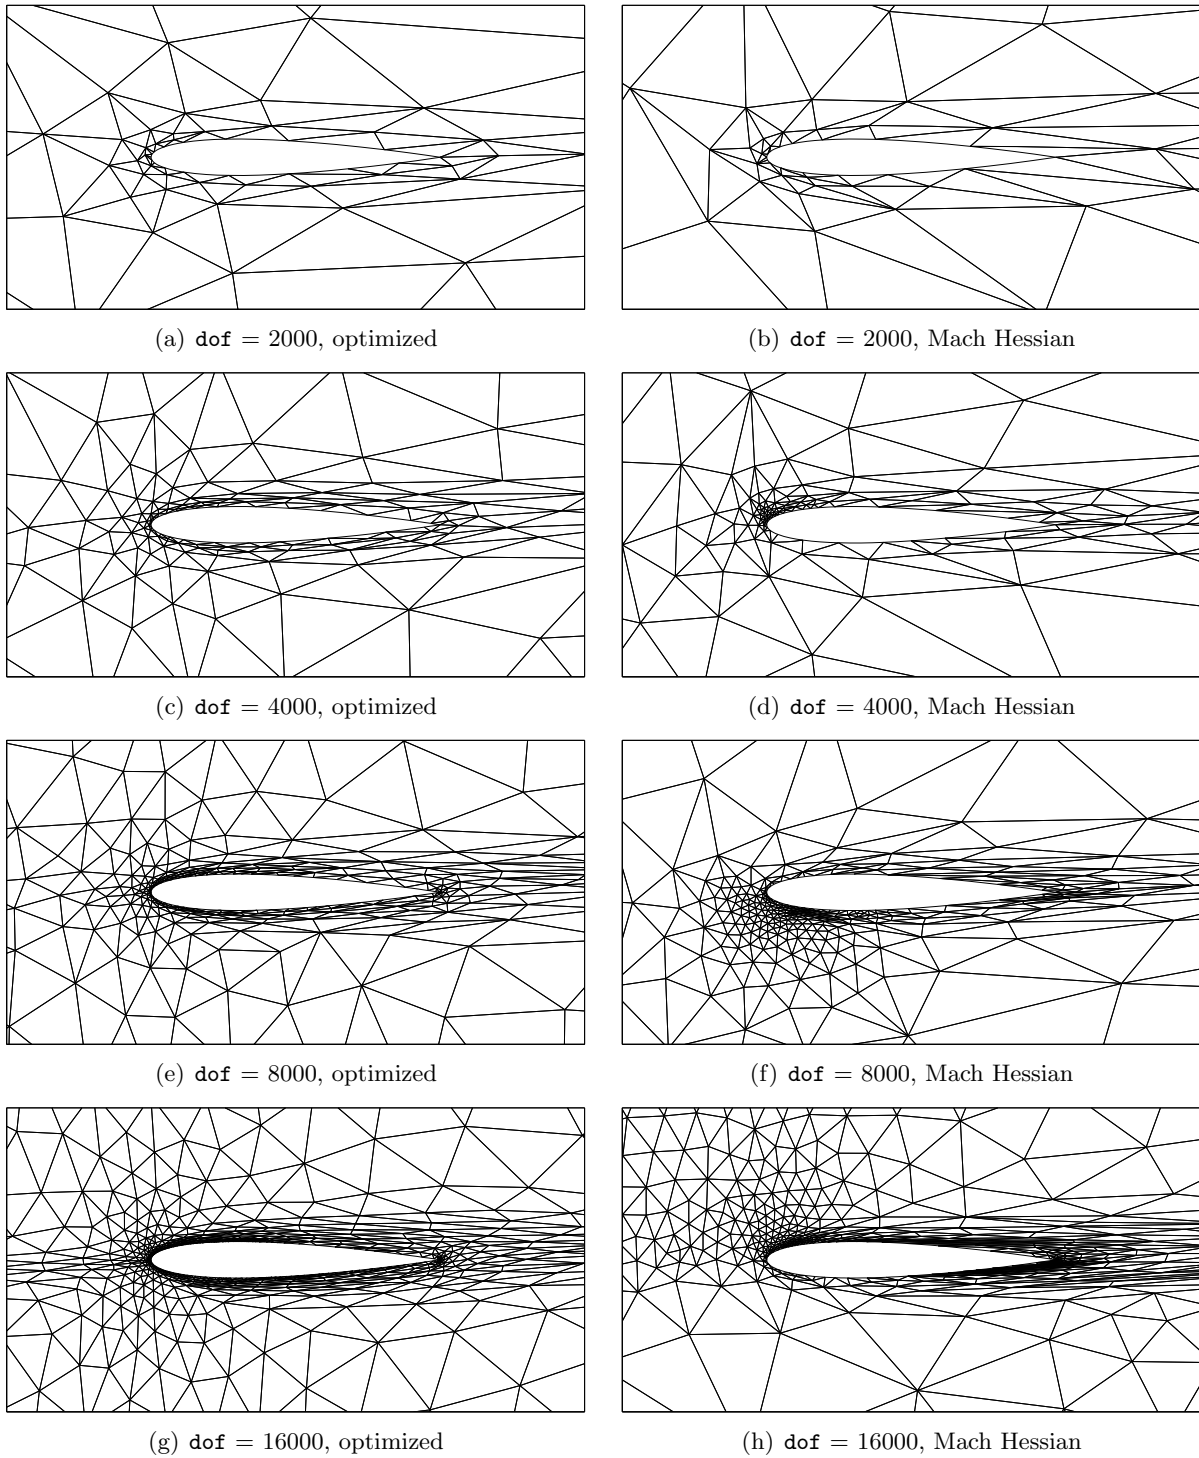 (a) dof = 2000, optimized
(b) dof = 2000, Mach Hessian
(c) dof = 4000, optimized
(d) dof = 4000, Mach Hessian
(e) dof = 8000, optimized
(f) dof = 8000, Mach Hessian
(g) dof = 16000, optimized
(h) dof = 16000, Mach Hessian